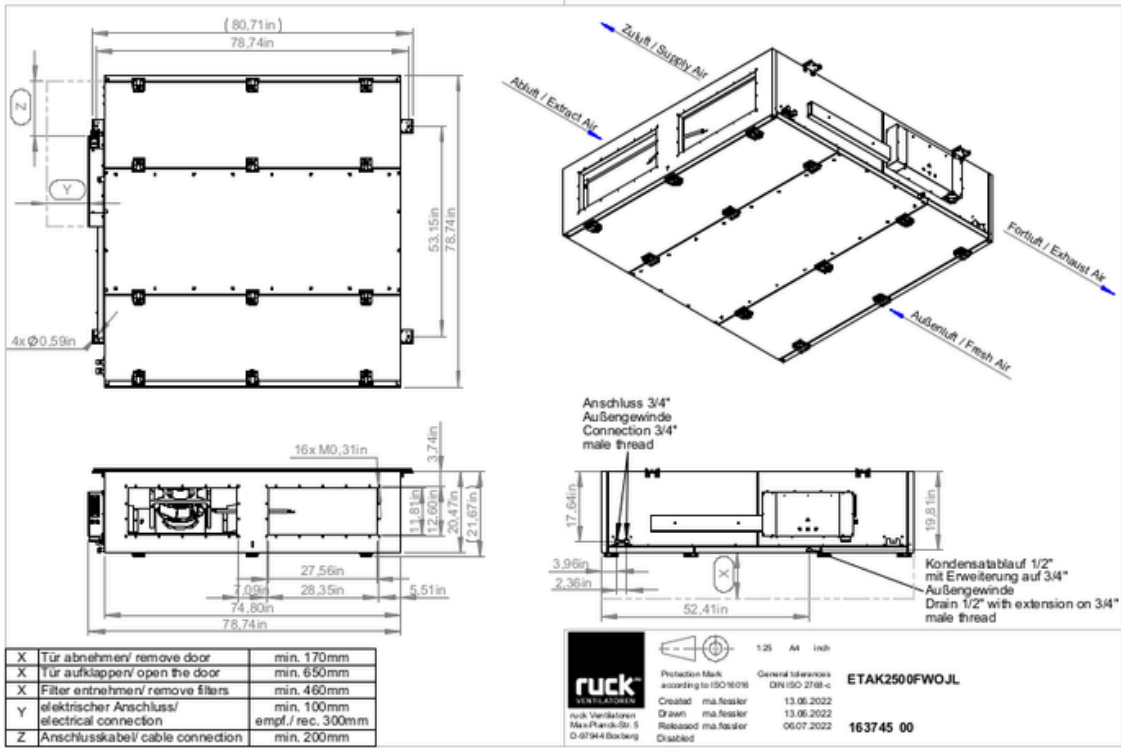 (80,71in)
78,74in
Z
Y
53.15in
78,74in
4x Ø0,59in
Zuluft / Supply Air
Abluft / Extract Air
Fortluft / Exhaust Air
Außenluft / Fresh Air
16x M0,31in
3,74in
11,81in
12,60in
20,47in
(21,67in)
27,56in
7,09in
28,35in
5,51in
74,80in
78,74in
Anschluss 3/4"
Außengewinde
Connection 3/4"
male thread
17,64in
19,81in
3,96in
2,36in
X
52,41in
Kondensatablauf 1/2"
mit Erweiterung auf 3/4"
Außengewinde
Drain 1/2" with extension on 3/4"
male thread
X Tür abnehmen/ remove door min. 170mm
X Tür aufklappen/ open the door min. 650mm
X Filter entnehmen/ remove filters min. 460mm
Y elektrischer Anschluss/ min. 100mm
electrical connection empf./ rec. 300mm
Z Anschlusskabel/ cable connection min. 200mm
ruck
VENTILATOREN
ruck Ventilatoren
Max-Planck-Str. 5
D-97944 Boxberg
1:25 A4 inch
Protection Mark
according to ISO16016
General tolerances
DIN ISO 2768-c
ETAK2500FWOJL
Created ma.fessler 13.06.2022
Drawn ma.fessler 13.06.2022
Released ma.fessler 06.07.2022
Disabled
163745 00